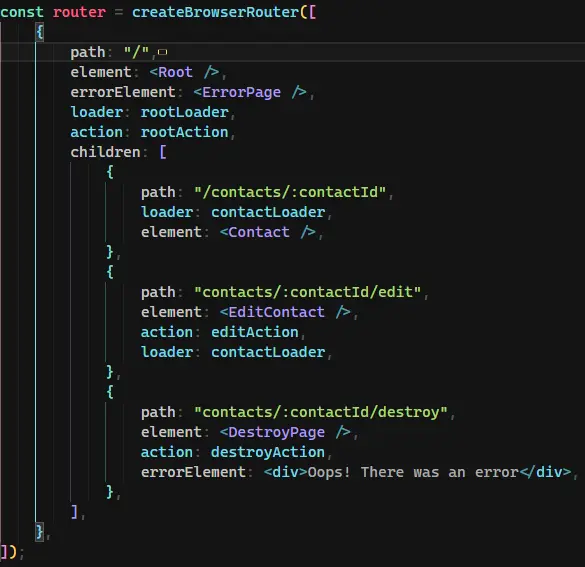 const router = createBrowserRouter([
    {
        path: "/",
        element: <Root />,
        errorElement: <ErrorPage />,
        loader: rootLoader,
        action: rootAction,
        children: [
            {
                path: "/contacts/:contactId",
                loader: contactLoader,
                element: <Contact />,
            },
            {
                path: "contacts/:contactId/edit",
                element: <EditContact />,
                action: editAction,
                loader: contactLoader,
            },
            {
                path: "contacts/:contactId/destroy",
                element: <DestroyPage />,
                action: destroyAction,
                errorElement: <div>Oops! There was an error</div>,
            },
        ],
    },
]);